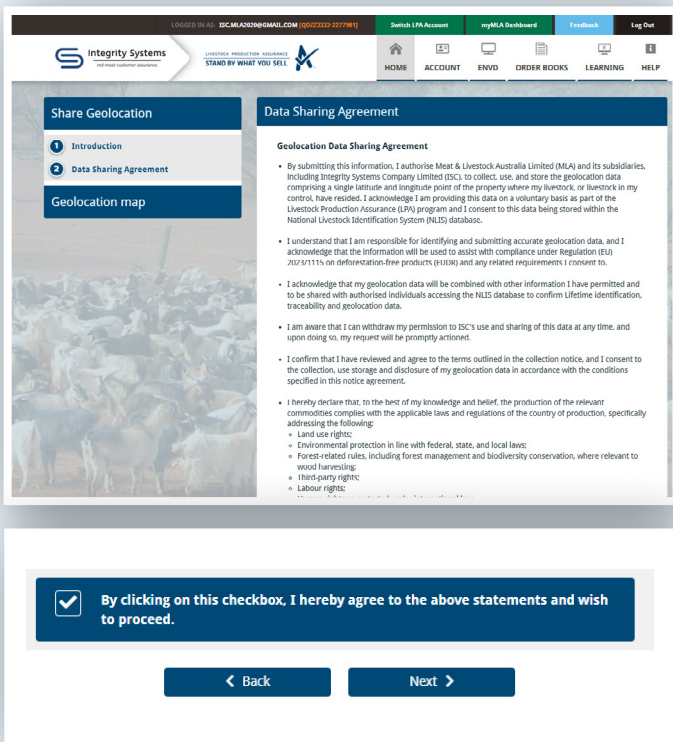 LOGGED IN AS: ISC.MLA2020@GMAIL.COM [QDZZ3333-2277981]
Switch LPA Account
myMLA Dashboard
Feedback
Log Out
Integrity Systems
red meat customer assurance
LIVESTOCK PRODUCTION ASSURANCE
STAND BY WHAT YOU SELL
HOME
ACCOUNT
ENVD
ORDER BOOKS
LEARNING
HELP
Share Geolocation
1 Introduction
2 Data Sharing Agreement
Geolocation map
Data Sharing Agreement
Geolocation Data Sharing Agreement
• By submitting this information, I authorise Meat & Livestock Australia Limited (MLA) and its subsidiaries,
including Integrity Systems Company Limited (ISC), to collect, use, and store the geolocation data
comprising a single latitude and longitude point of the property where my livestock, or livestock in my
control, have resided. I acknowledge I am providing this data on a voluntary basis as part of the
Livestock Production Assurance (LPA) program and I consent to this data being stored within the
National Livestock Identification System (NLIS) database.
• I understand that I am responsible for identifying and submitting accurate geolocation data, and I
acknowledge that the information will be used to assist with compliance under Regulation (EU)
2023/1115 on deforestation-free products (EUDR) and any related requirements I consent to.
• I acknowledge that my geolocation data will be combined with other information I have permitted and
to be shared with authorised individuals accessing the NLIS database to confirm Lifetime identification,
traceability and geolocation data.
• I am aware that I can withdraw my permission to ISC's use and sharing of this data at any time, and
upon doing so, my request will be promptly actioned.
• I confirm that I have reviewed and agree to the terms outlined in the collection notice, and I consent to
the collection, use storage and disclosure of my geolocation data in accordance with the conditions
specified in this notice agreement.
• I hereby declare that, to the best of my knowledge and belief, the production of the relevant
commodities complies with the applicable laws and regulations of the country of production, specifically
addressing the following:
Land use rights;
Environmental protection in line with federal, state, and local laws;
Forest-related rules, including forest management and biodiversity conservation, where relevant to
wood harvesting;
Third-party rights;
Labour rights;
By clicking on this checkbox, I hereby agree to the above statements and wish
to proceed.
Back
Next